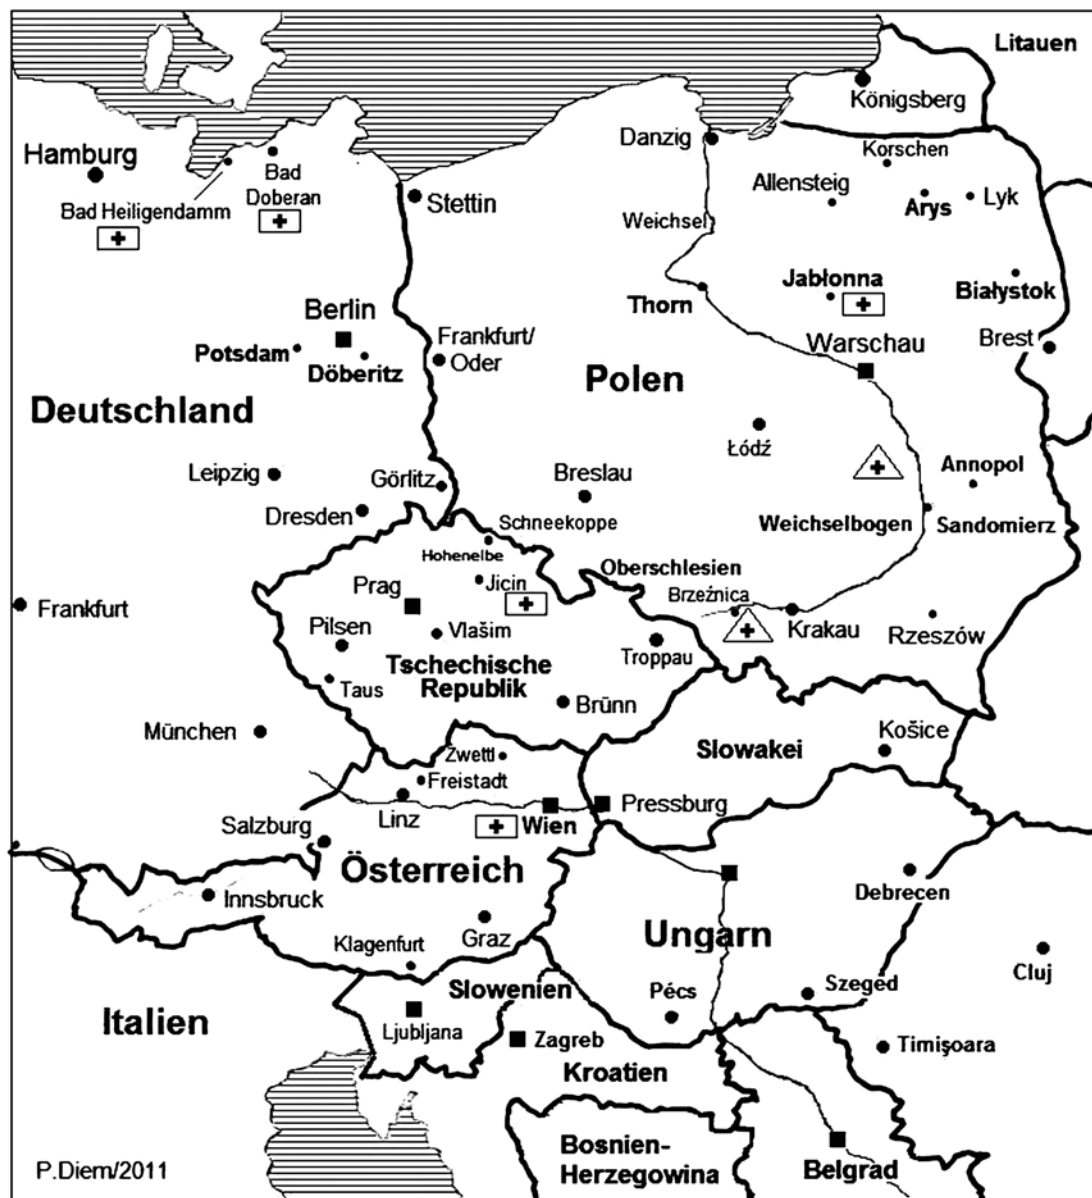 Litauen
Königsberg
Danzig
Korschen
Hamburg
Bad
Doberan
Allensteig
Arys
Lyk
Bad Heiligendamm
Stettin
Weichsel
Thorn
Jabłonna
Białystok
Berlin
Frankfurt/
Oder
Warschau
Brest
Potsdam
Döberitz
Polen
Deutschland
Łódź
Leipzig
Görlitz
Breslau
Annopol
Dresden
Schneekoppe
Weichselbogen
Sandomierz
Hohenelbe
Oberschlesien
Prag
Jicin
Brzeźnica
Frankfurt
Pilsen
Vlašim
Troppau
Krakau
Rzeszów
Tschechische
Republik
Taus
Brünn
München
Zwettl
Slowakei
Košice
Freistadt
Linz
Wien
Pressburg
Salzburg
Österreich
Debrecen
Innsbruck
Graz
Ungarn
Klagenfurt
Cluj
Slowenien
Pécs
Szeged
Italien
Ljubljana
Zagreb
Timişoara
Kroatien
Bosnien-
Herzegowina
Belgrad
P.Diem/2011